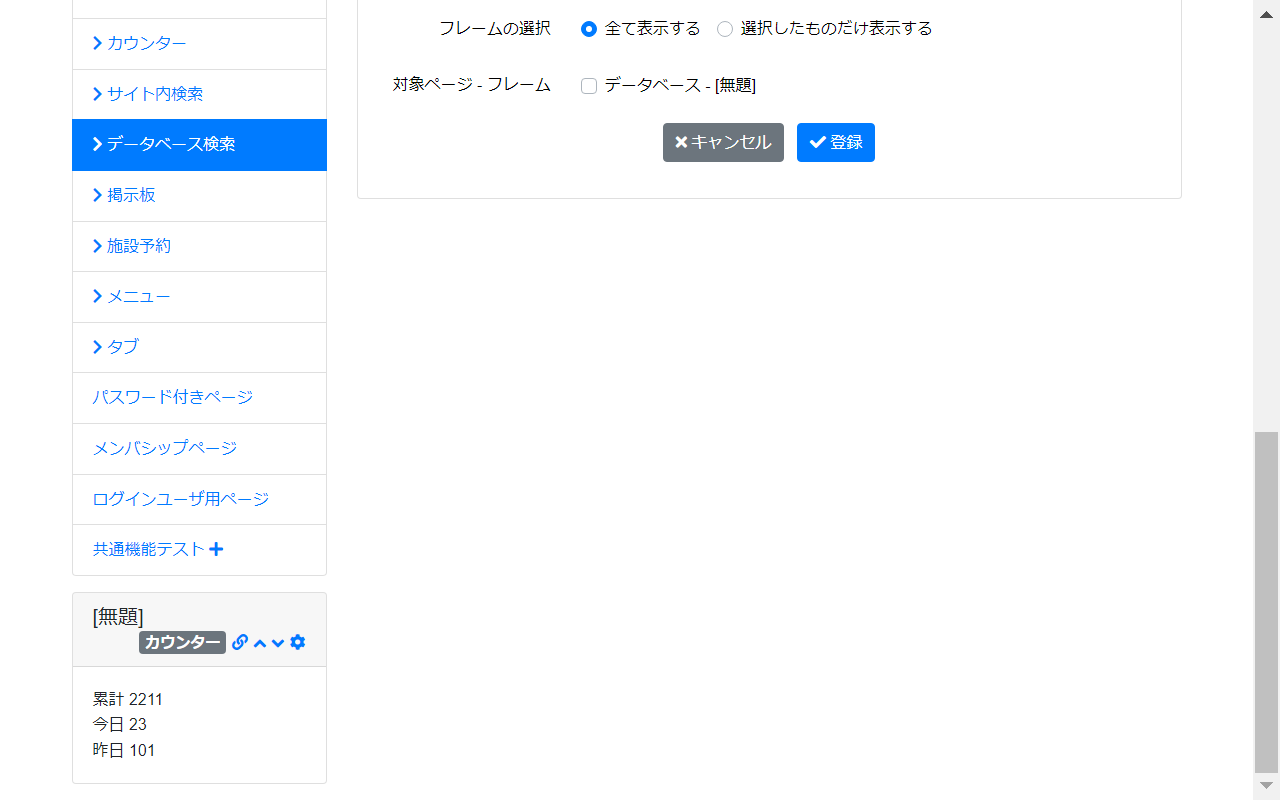 カウンター
サイト内検索
データベース検索
掲示板
施設予約
メニュー
タブ
パスワード付きページ
メンバシップページ
ログインユーザ用ページ
共通機能テスト
[無題]
カウンター
累計 2211
今日 23
昨日 101
フレームの選択 全て表示する 選択したものだけ表示する
対象ページ - フレーム データベース - [無題]
キャンセル 登録